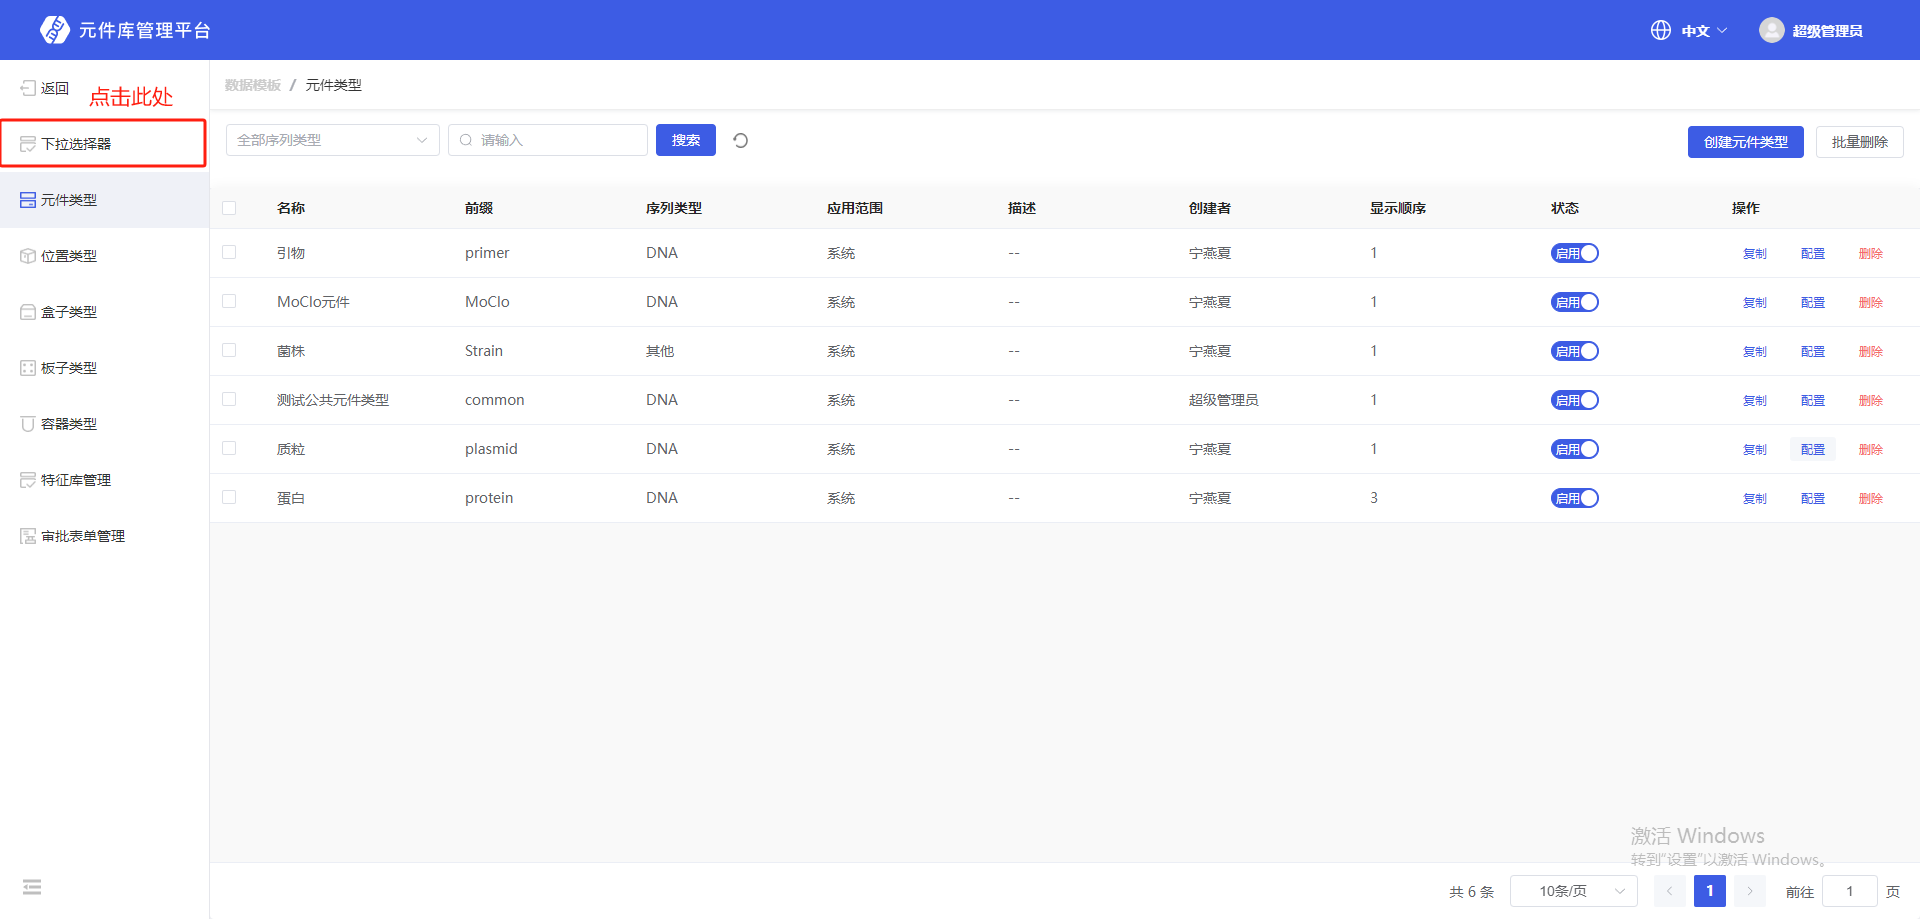 元件库管理平台
中文
超级管理员
返回
点击此处
下拉选择器
元件类型
位置类型
盒子类型
板子类型
容器类型
特征库管理
审批表单管理
数据模板 / 元件类型
全部序列类型
请输入
搜索
创建元件类型
批量删除
名称 前缀 序列类型 应用范围 描述 创建者 显示顺序 状态 操作
引物 primer DNA 系统 -- 宁燕夏 1 启用 复制 配置 删除
MoClo元件 MoClo DNA 系统 -- 宁燕夏 1 启用 复制 配置 删除
菌株 Strain 其他 系统 -- 宁燕夏 1 启用 复制 配置 删除
测试公共元件类型 common DNA 系统 -- 超级管理员 1 启用 复制 配置 删除
质粒 plasmid DNA 系统 -- 宁燕夏 1 启用 复制 配置 删除
蛋白 protein DNA 系统 -- 宁燕夏 3 启用 复制 配置 删除
激活 Windows
转到"设置"以激活 Windows。
共 6 条 10条/页 1 前往 1 页